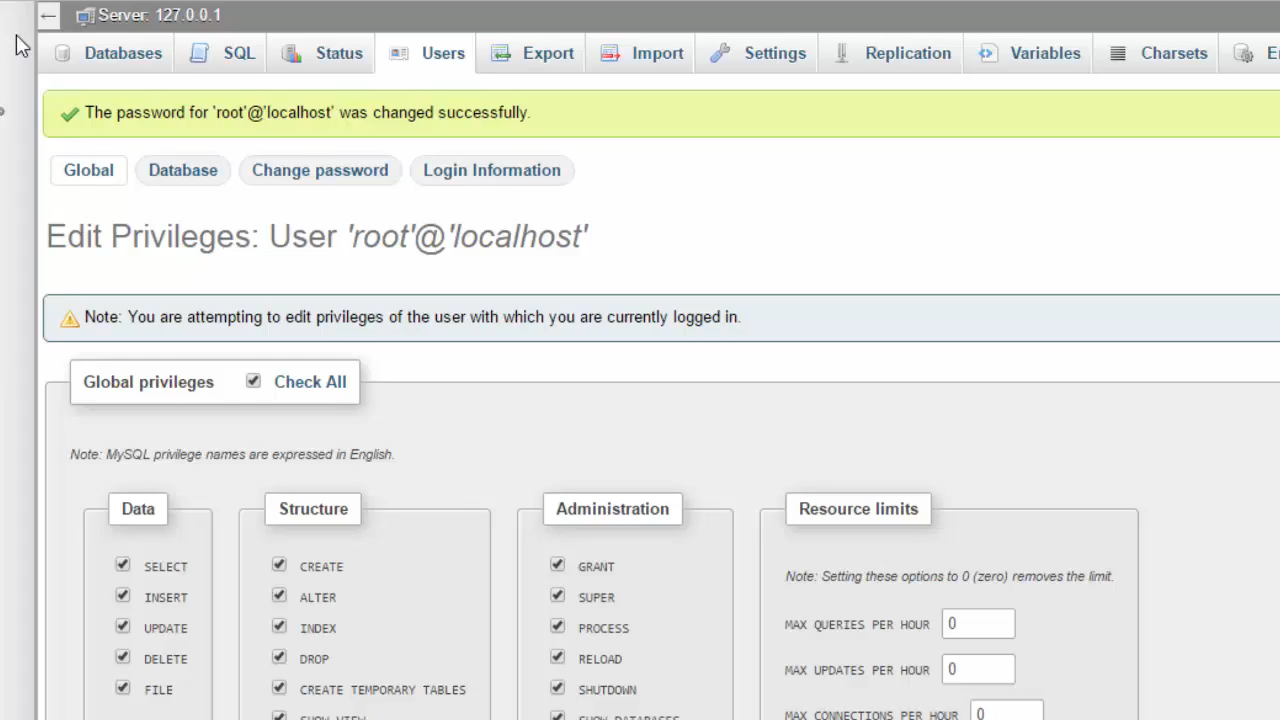 Server: 127.0.0.1
Databases SQL Status Users Export Import Settings Replication Variables Charsets
The password for 'root'@'localhost' was changed successfully.
Global Database Change password Login Information
Edit Privileges: User 'root'@'localhost'
Note: You are attempting to edit privileges of the user with which you are currently logged in.
Global privileges Check All
Note: MySQL privilege names are expressed in English.
Data Structure Administration Resource limits
SELECT CREATE GRANT Note: Setting these options to 0 (zero) removes the limit.
INSERT ALTER SUPER
UPDATE INDEX PROCESS MAX QUERIES PER HOUR 0
DELETE DROP RELOAD MAX UPDATES PER HOUR 0
FILE CREATE TEMPORARY TABLES SHUTDOWN
SHOW VIEW SHOW DATABASES MAX CONNECTIONS PER HOUR 0